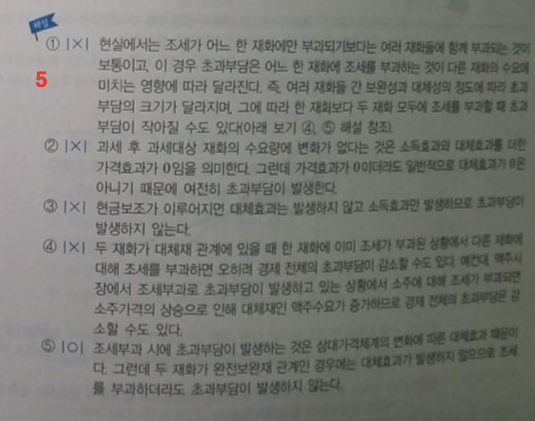 해설
① |×| 현실에서는 조세가 어느 한 재화에만 부과되기보다는 여러 재화들에 함께 부과되는 것이
보통이고, 이 경우 초과부담은 어느 한 재화에 조세를 부과하는 것이 다른 재화의 수요에
5
미치는 영향에 따라 달라진다. 즉, 여러 재화들 간 보완성과 대체성의 정도에 따라 초과
부담의 크기가 달라지며, 그에 따라 한 재화보다 두 재화 모두에 조세를 부과할 때 초과
부담이 작아질 수도 있다(아래 보기 ④, ⑤ 해설 참조).
② |×| 과세 후 과세대상 재화의 수요량에 변화가 없다는 것은 소득효과와 대체효과를 더한
가격효과가 0임을 의미한다. 그런데 가격효과가 0이더라도 일반적으로 대체효과가 0은
아니기 때문에 여전히 초과부담이 발생한다.
③ |×| 현금보조가 이루어지면 대체효과는 발생하지 않고 소득효과만 발생하므로 초과부담이
발생하지 않는다.
④ |×| 두 재화가 대체재 관계에 있을 때 한 재화에 이미 조세가 부과된 상황에서 다른 재화에
대해 조세를 부과하면 오히려 경제 전체의 초과부담이 감소할 수도 있다. 예컨대 맥주시
장에서 조세부과로 초과부담이 발생하고 있는 상황에서 소주에 대해 조세가 부과되면
소주가격의 상승으로 인해 대체재인 맥주수요가 증가하므로 경제 전체의 초과부담은 감
소할 수도 있다.
⑤ |○| 조세부과 시에 초과부담이 발생하는 것은 상대가격체계의 변화에 따른 대체효과 때문이
다. 그런데 두 재화가 완전보완재 관계인 경우에는 대체효과가 발생하지 않으므로 조세
를 부과하더라도 초과부담이 발생하지 않는다.